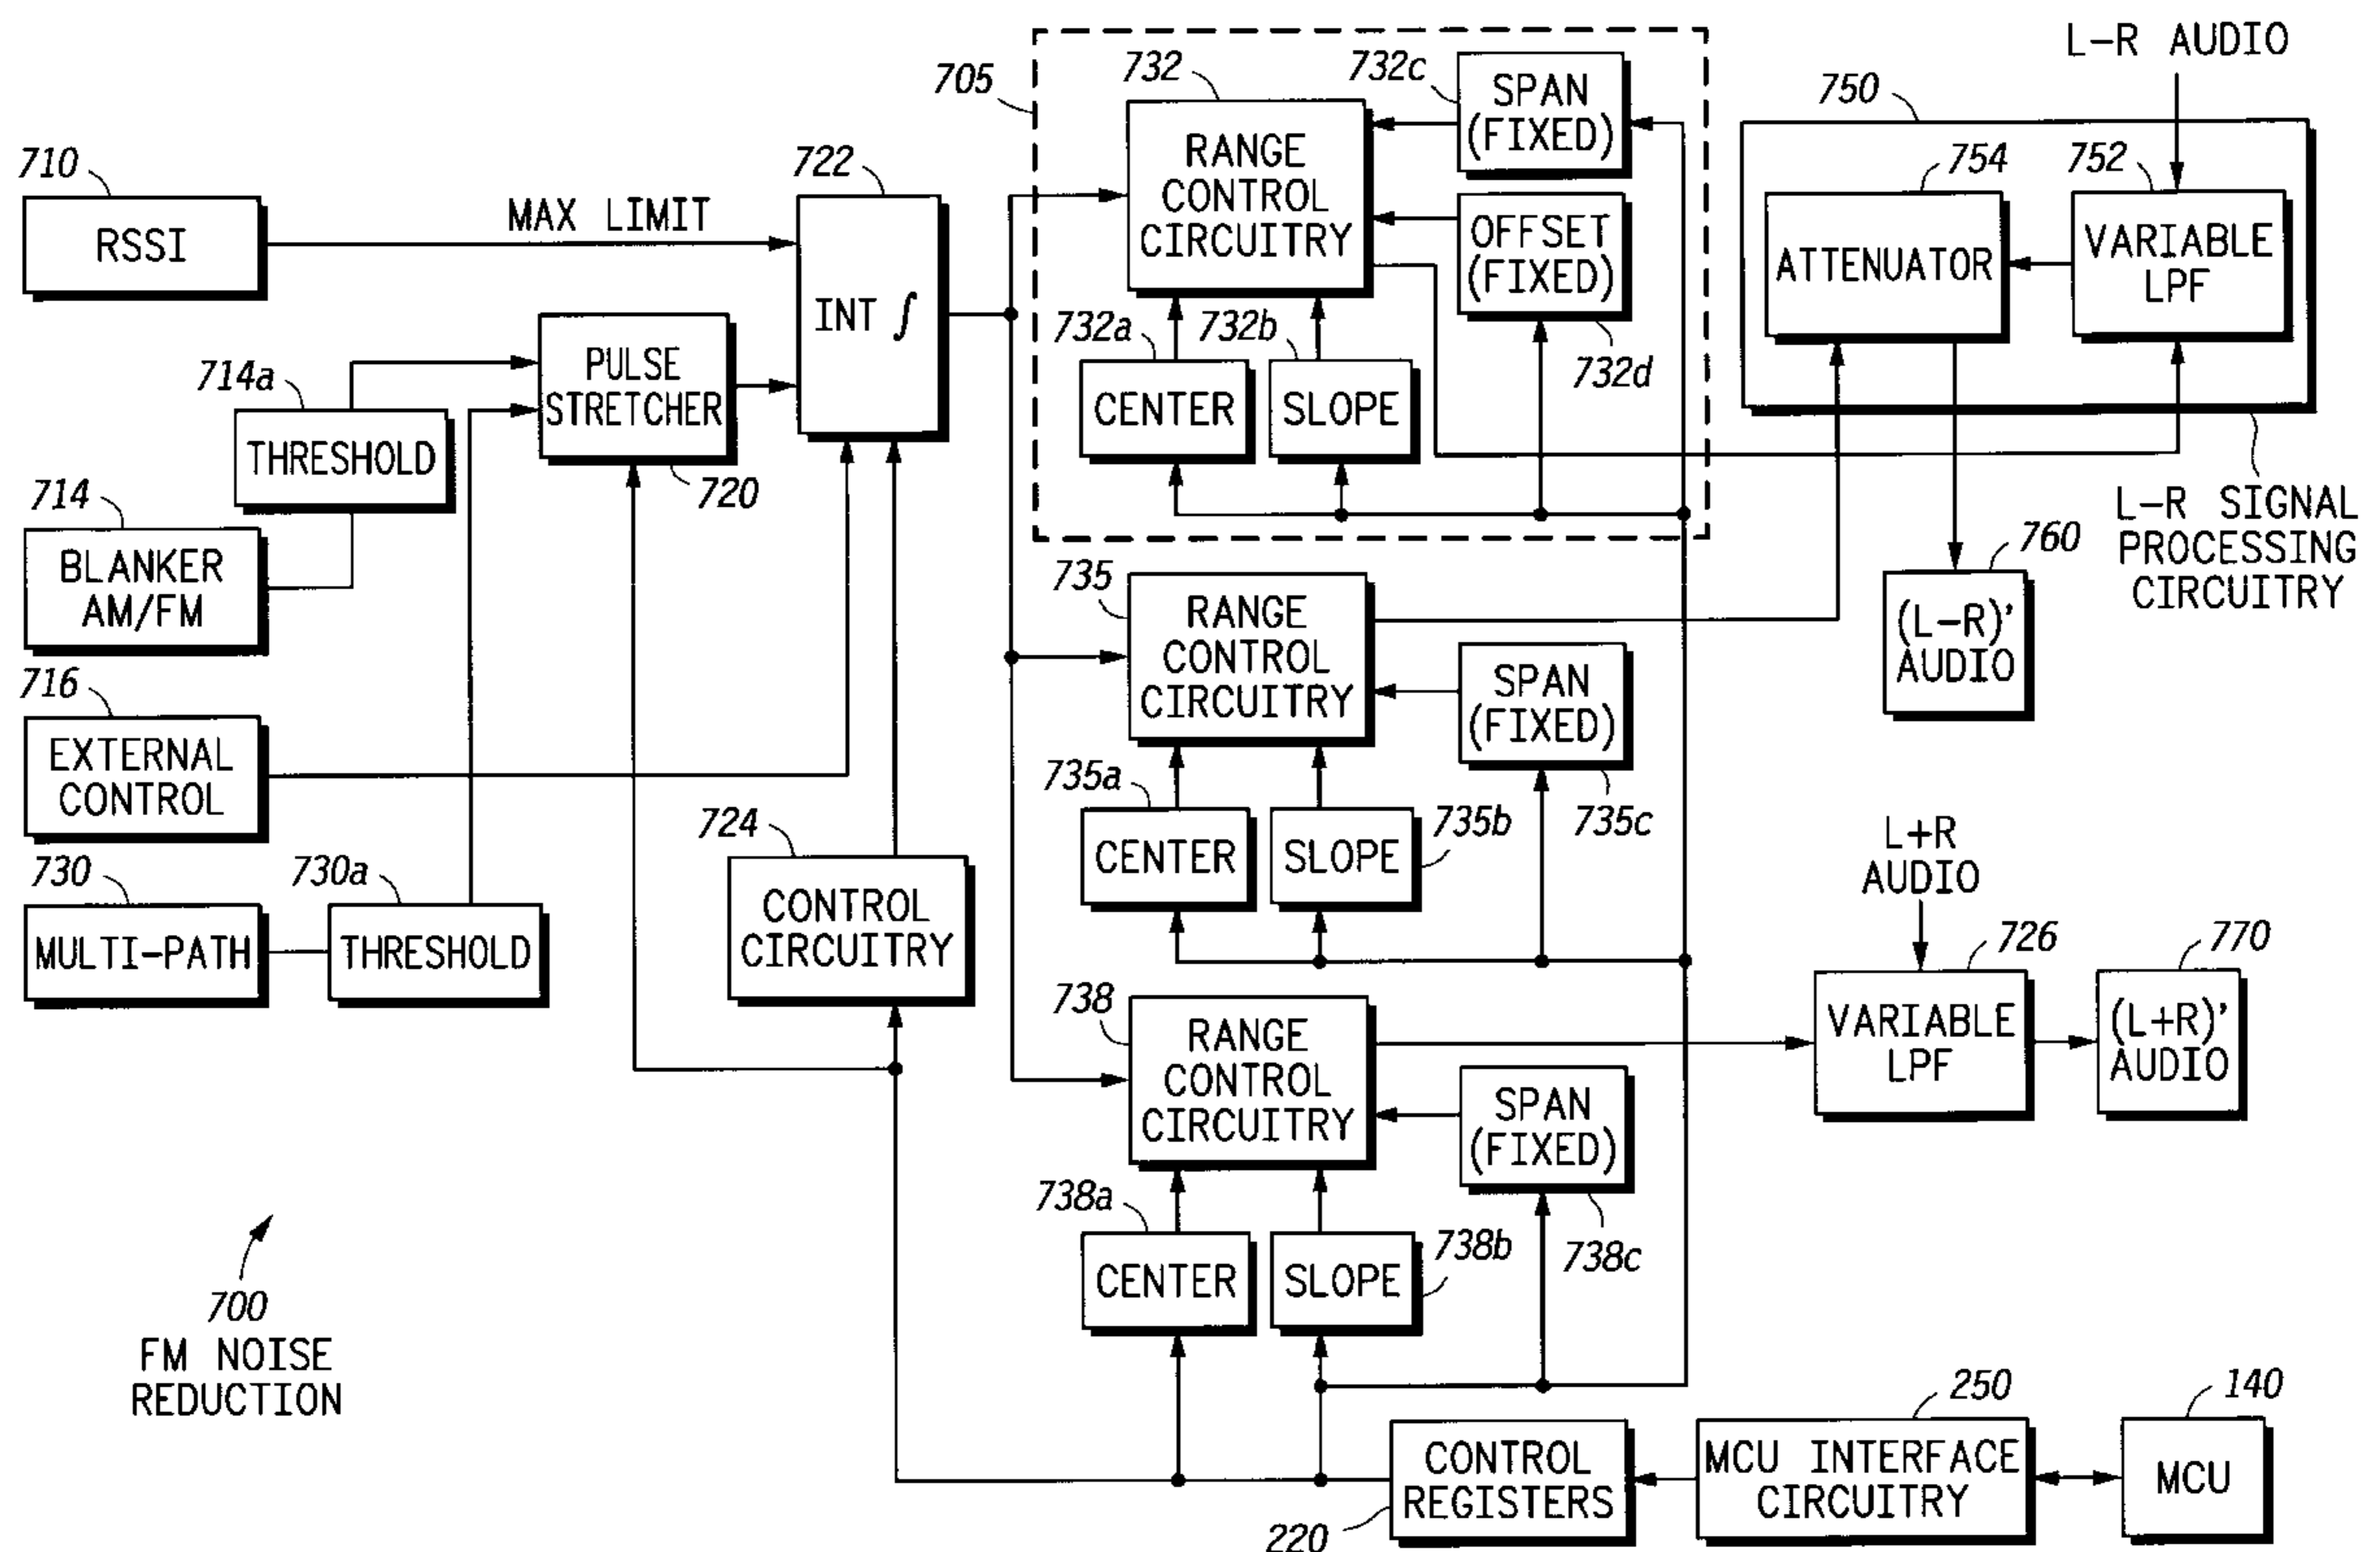 L-R AUDIO
705
732
732c
SPAN
(FIXED)
750
710
722
RANGE
CONTROL
CIRCUITRY
754
752
RSSI
MAX LIMIT
OFFSET
(FIXED)
ATTENUATOR
VARIABLE
LPF
INT ∫
732a
732b
732d
714a
PULSE
STRETCHER
CENTER
SLOPE
THRESHOLD
714
720
L-R SIGNAL
PROCESSING
CIRCUITRY
BLANKER
AM/FM
735
760
RANGE
CONTROL
CIRCUITRY
(L-R)'
AUDIO
716
SPAN
(FIXED)
EXTERNAL
CONTROL
735a
735b
735c
724
L+R
AUDIO
730
730a
CENTER
SLOPE
CONTROL
CIRCUITRY
MULTI-PATH
THRESHOLD
726
770
738
RANGE
CONTROL
CIRCUITRY
VARIABLE
LPF
(L+R)'
AUDIO
SPAN
(FIXED)
738a
738b
738c
CENTER
SLOPE
700
FM NOISE
REDUCTION
250
140
CONTROL
REGISTERS
MCU INTERFACE
CIRCUITRY
MCU
220